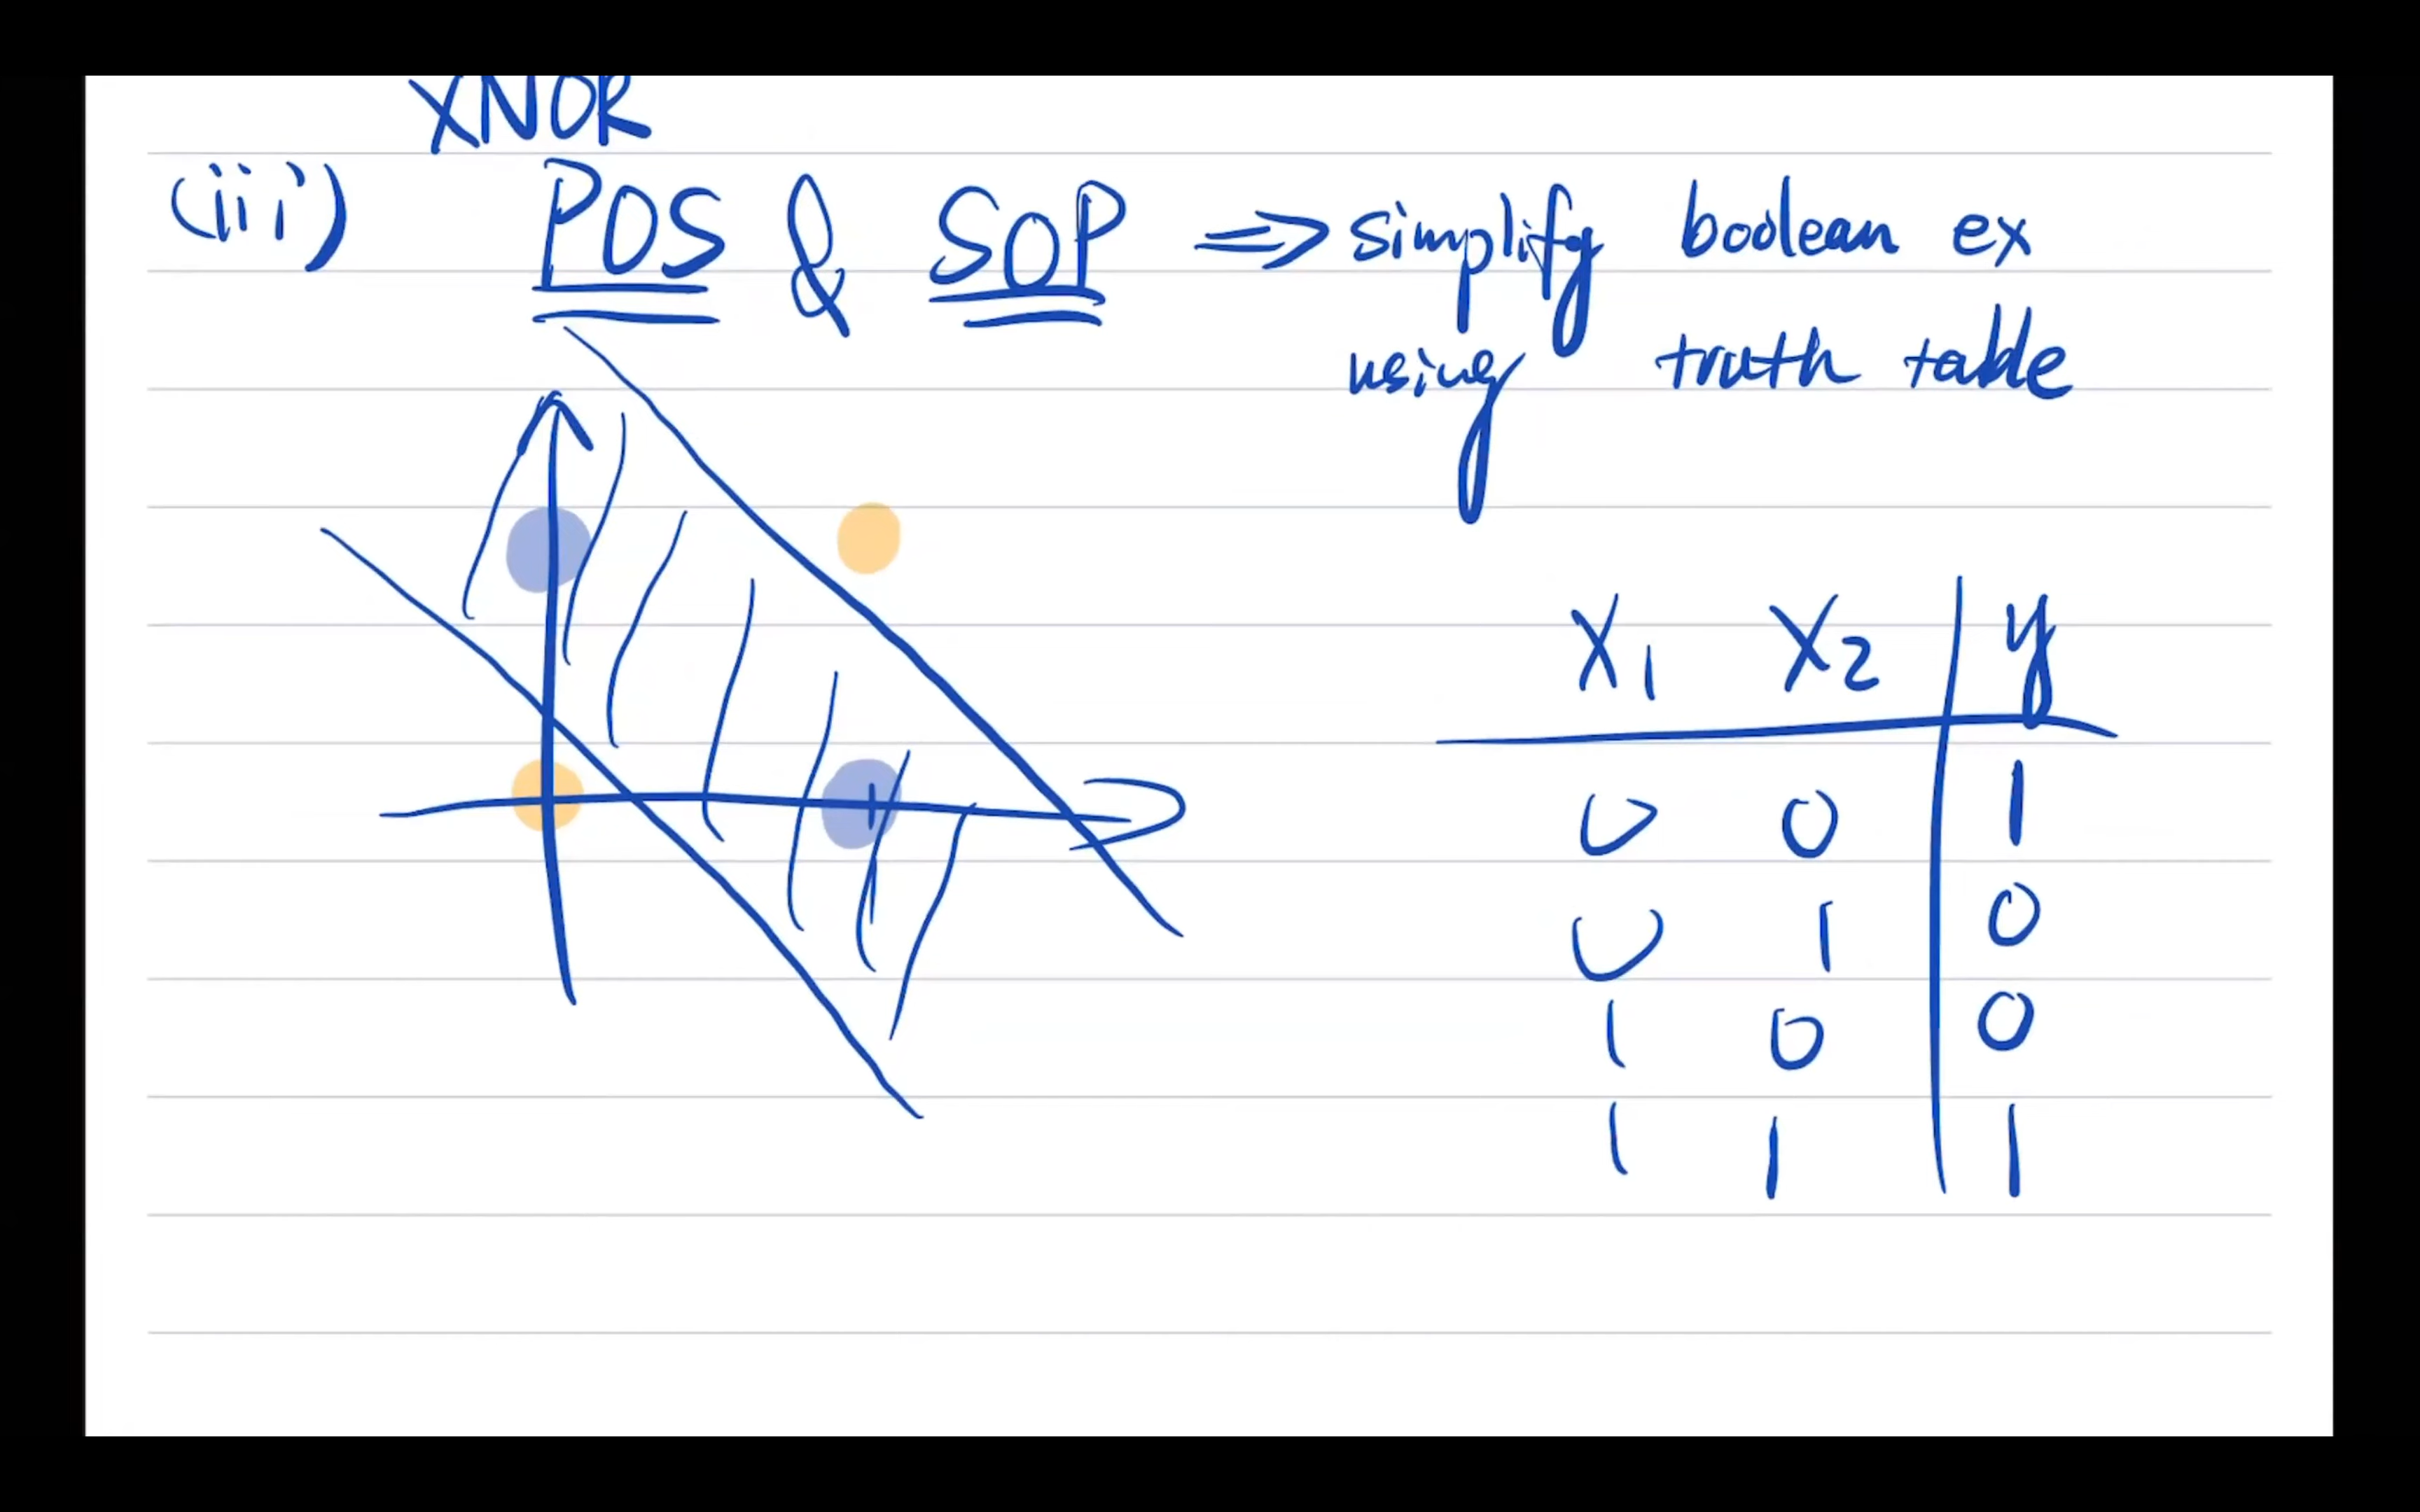 XNOR
(iii) POS & SOP ⇒ simplify boolean ex
using truth table
X1 X2 y
0 0 1
0 1 0
1 0 0
1 1 1